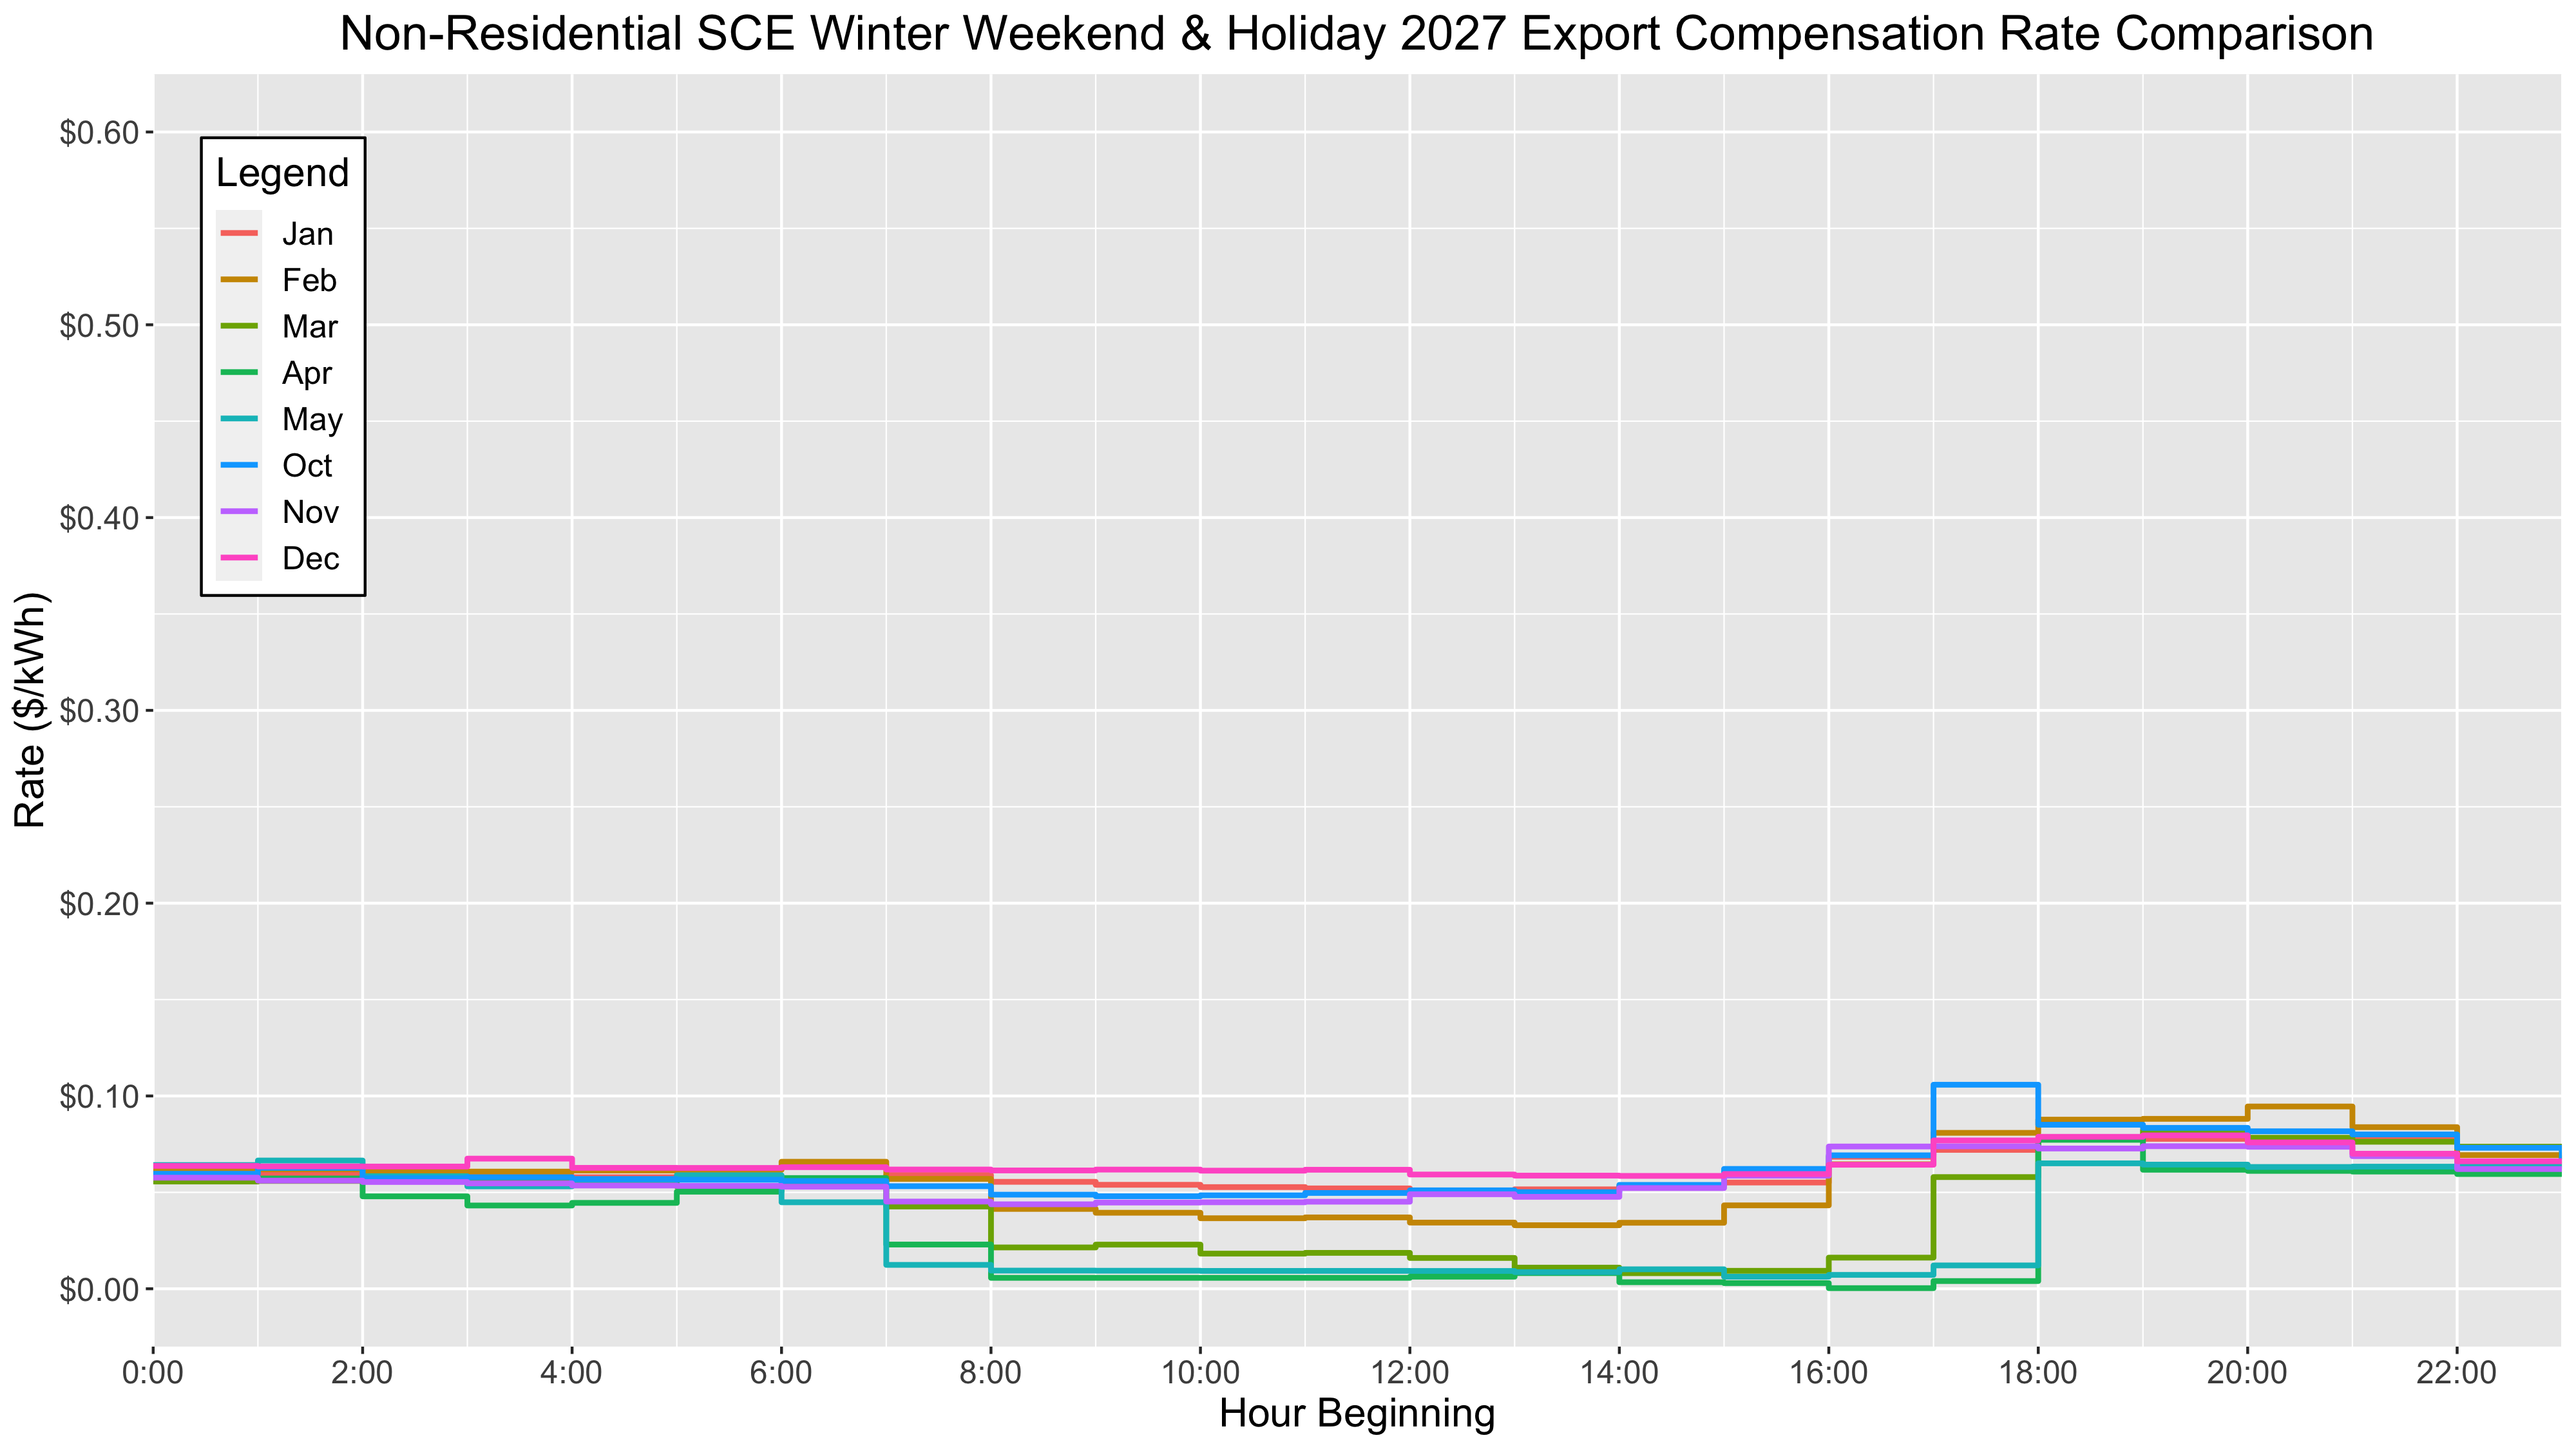 Non-Residential SCE Winter Weekend & Holiday 2027 Export Compensation Rate Comparison
$0.60
$0.50
$0.40
$0.30
$0.20
$0.10
$0.00
Rate ($/kWh)
Legend
Jan
Feb
Mar
Apr
May
Oct
Nov
Dec
0:00 2:00 4:00 6:00 8:00 10:00 12:00 14:00 16:00 18:00 20:00 22:00
Hour Beginning